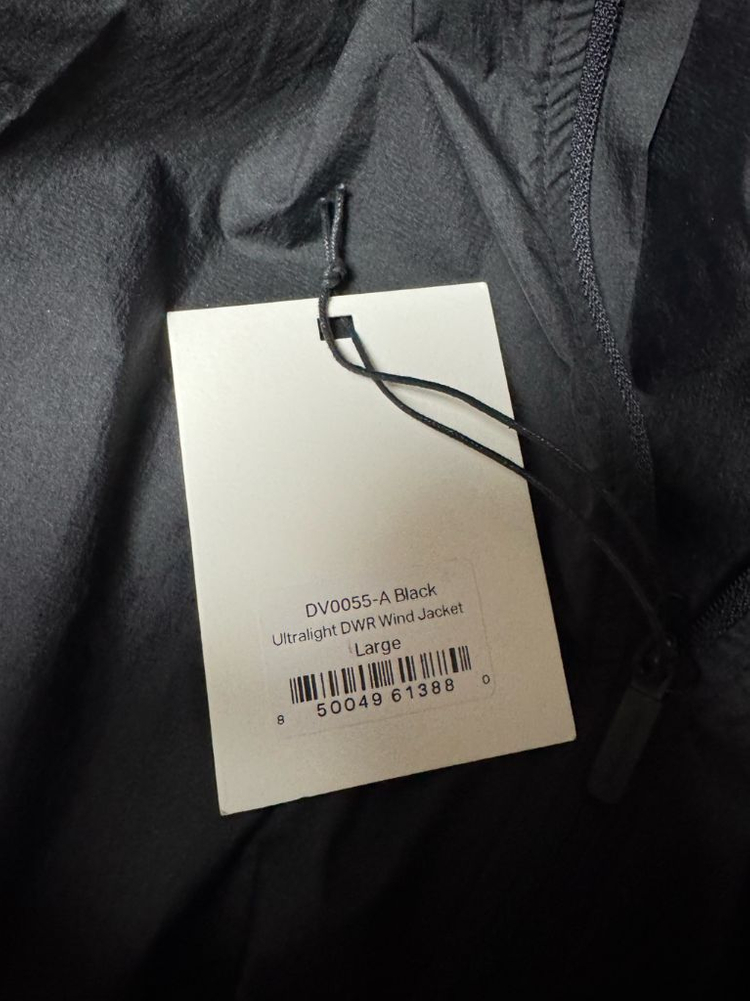 DV0055-A Black
Ultralight DWR Wind Jacket
Large
8 50049 61388 0